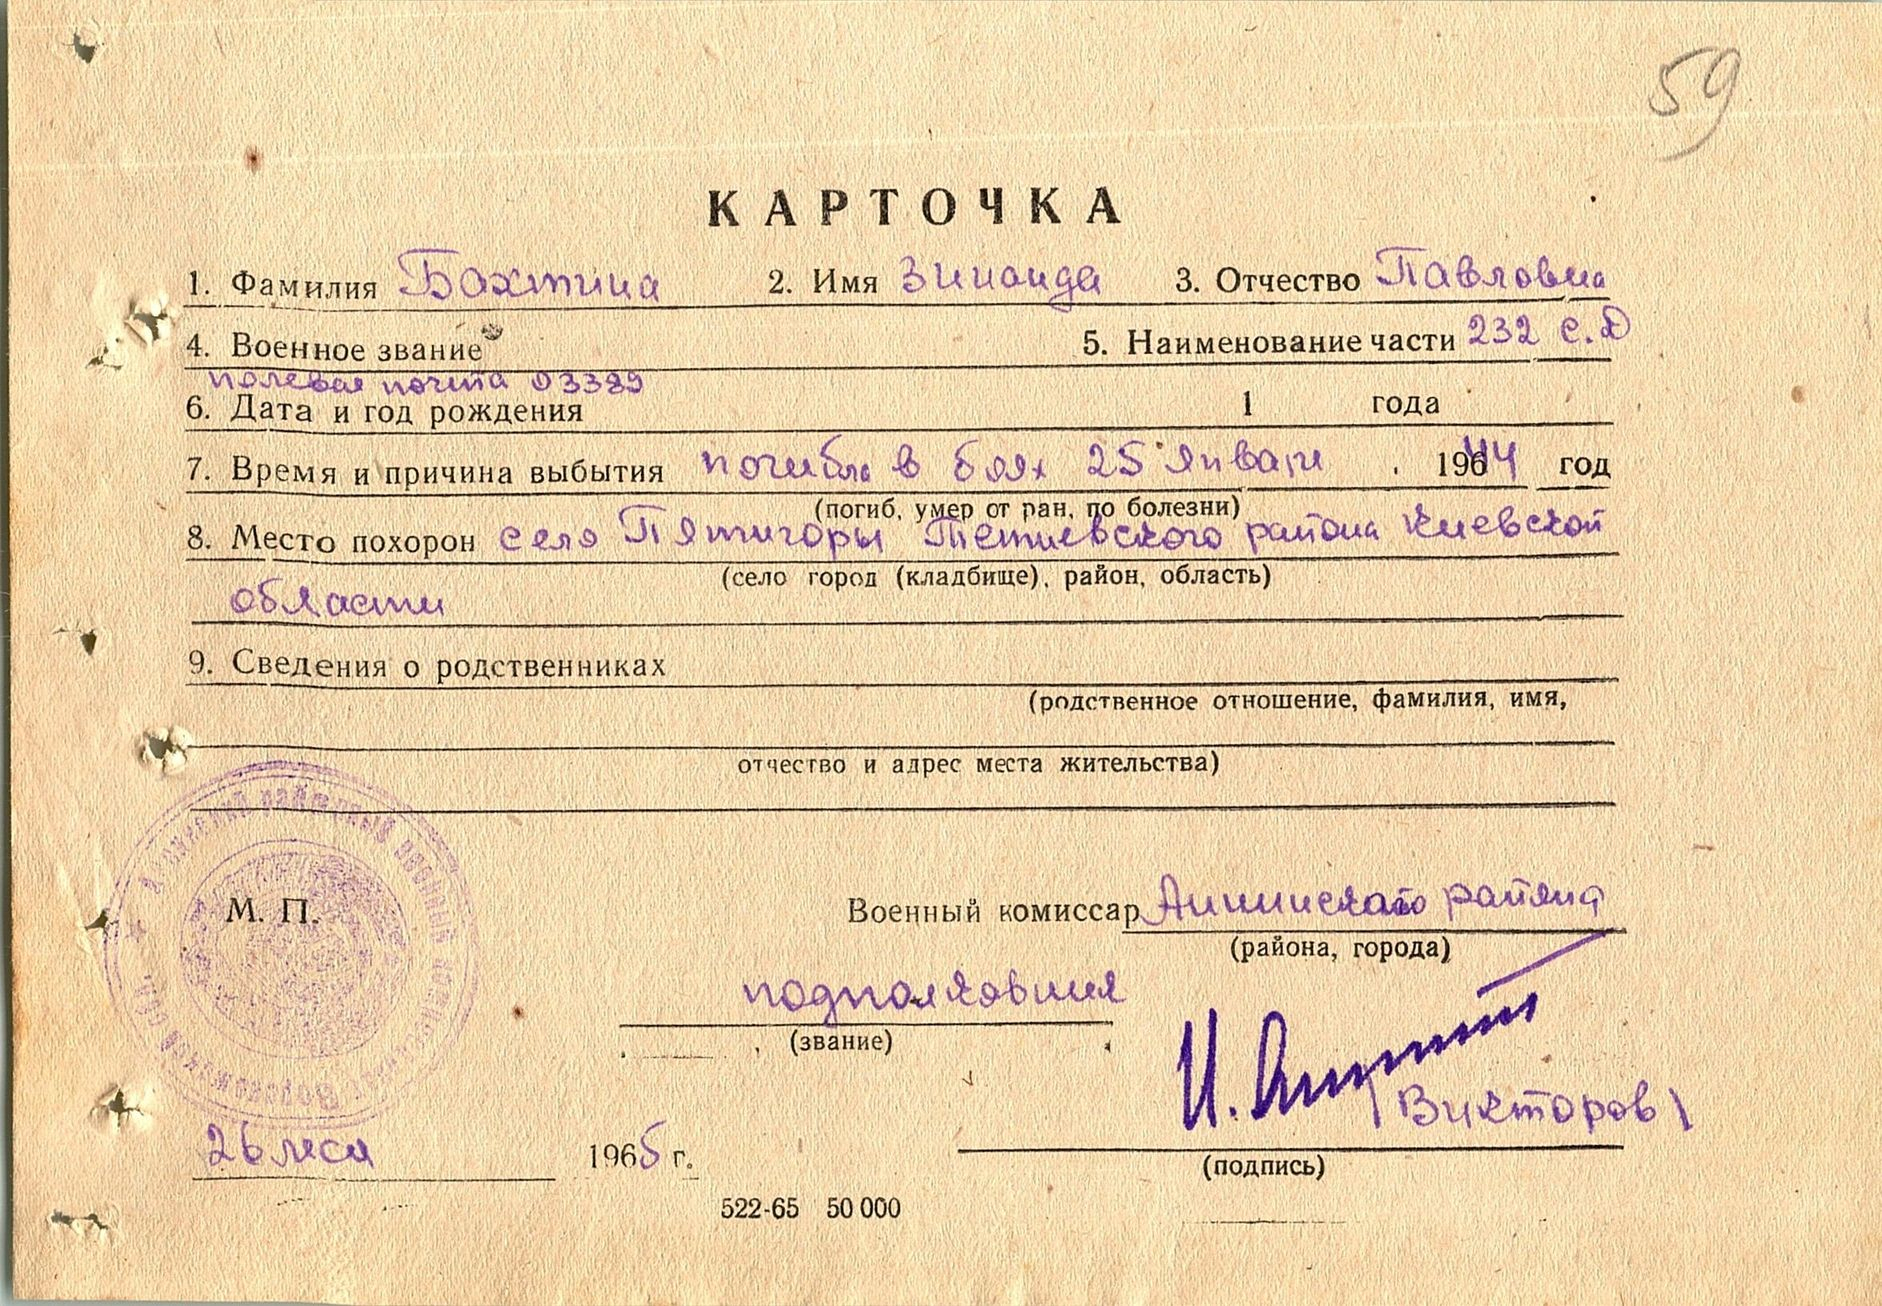 59
КАРТОЧКА
1. Фамилия Бахтина 2. Имя Зинаида 3. Отчество Павловна
4. Военное звание 5. Наименование части 232 с.д
полевая почта 03389
6. Дата и год рождения 1 года
7. Время и причина выбытия погибла в боях 25 января 1944 год
(погиб, умер от ран, по болезни)
8. Место похорон село Пятигоры Тетиевского района Киевской
(село город (кладбище), район, область)
области
9. Сведения о родственниках
(родственное отношение, фамилия, имя,
отчество и адрес места жительства)
М. П.
Военный комиссар Аннинского района
(района, города)
подполковник
(звание)
(Викторов)
26 мая 1965 г.
(подпись)
522-65 50 000